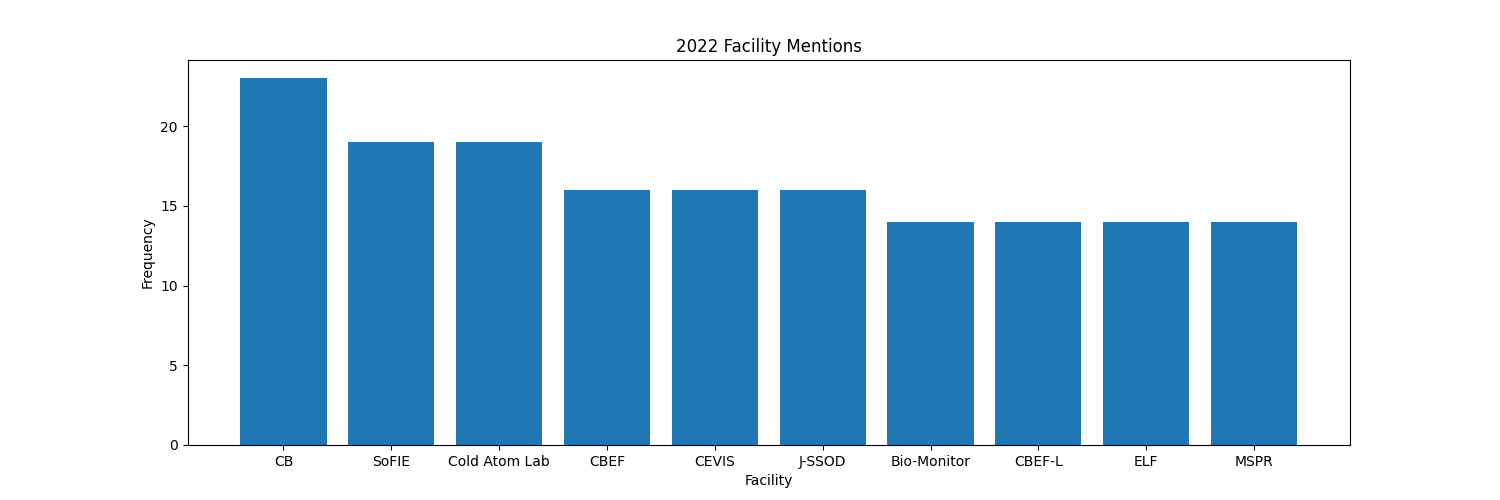 2022 Facility Mentions
Frequency
20
15
10
5
0
CB SoFIE Cold Atom Lab CBEF CEVIS J-SSOD Bio-Monitor CBEF-L ELF MSPR
Facility